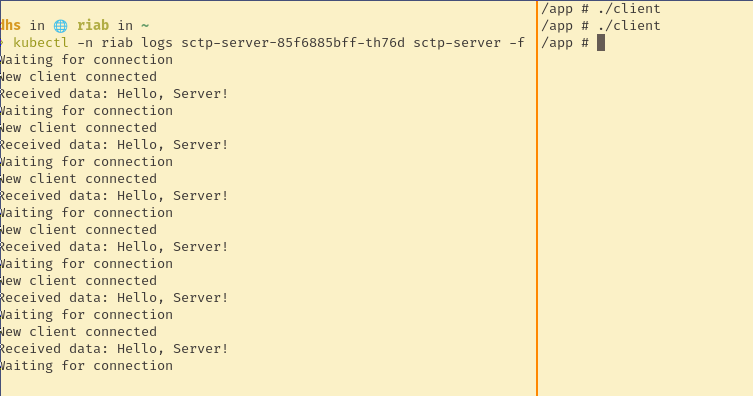 dhs in 🌐 riab in ~
kubectl -n riab logs sctp-server-85f6885bff-th76d sctp-server -f
Waiting for connection
New client connected
Received data: Hello, Server!
Waiting for connection
New client connected
Received data: Hello, Server!
Waiting for connection
New client connected
Received data: Hello, Server!
Waiting for connection
New client connected
Received data: Hello, Server!
Waiting for connection
New client connected
Received data: Hello, Server!
Waiting for connection
New client connected
Received data: Hello, Server!
Waiting for connection
/app # ./client
/app # ./client
/app #